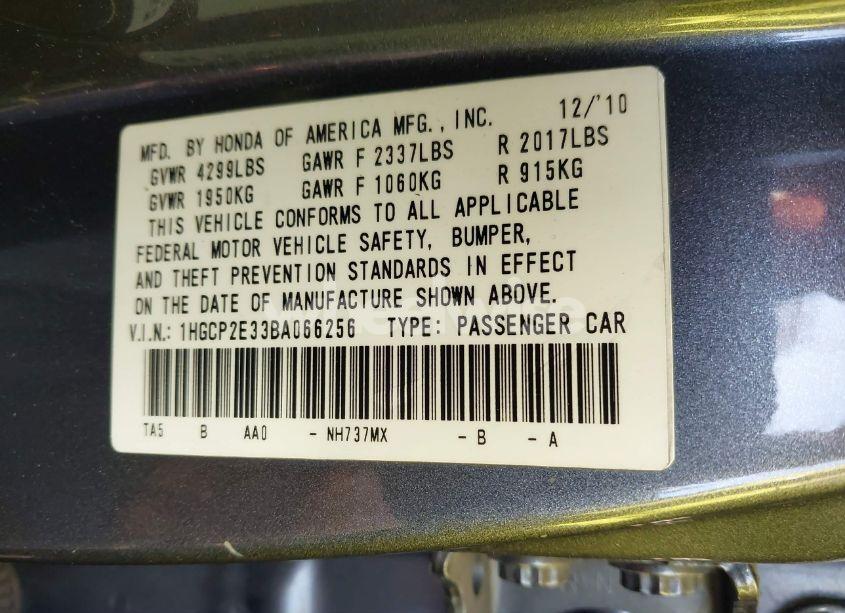 MFD. BY HONDA OF AMERICA MFG., INC. 12/'10
GVWR 4299LBS GAWR F 2337LBS R 2017LBS
GVWR 1950KG GAWR F 1060KG R 915KG
THIS VEHICLE CONFORMS TO ALL APPLICABLE
FEDERAL MOTOR VEHICLE SAFETY, BUMPER,
AND THEFT PREVENTION STANDARDS IN EFFECT
ON THE DATE OF MANUFACTURE SHOWN ABOVE.
V.I.N.: 1HGCP2E33BA066256 TYPE: PASSENGER CAR
TA5 B AA0 - NH737MX - B - A